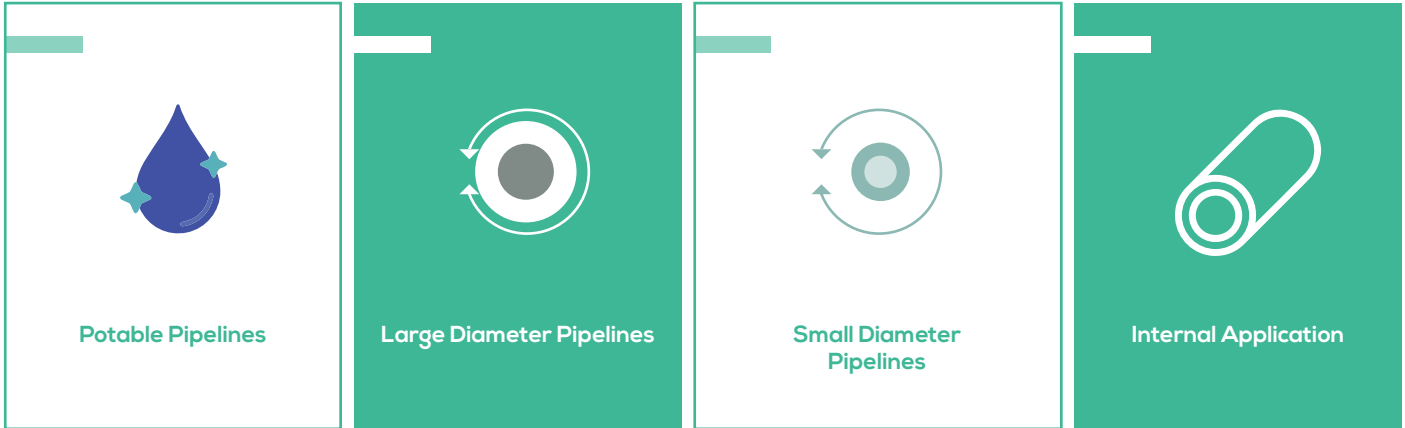 Potable Pipelines
Large Diameter Pipelines
Small Diameter
Pipelines
Internal Application